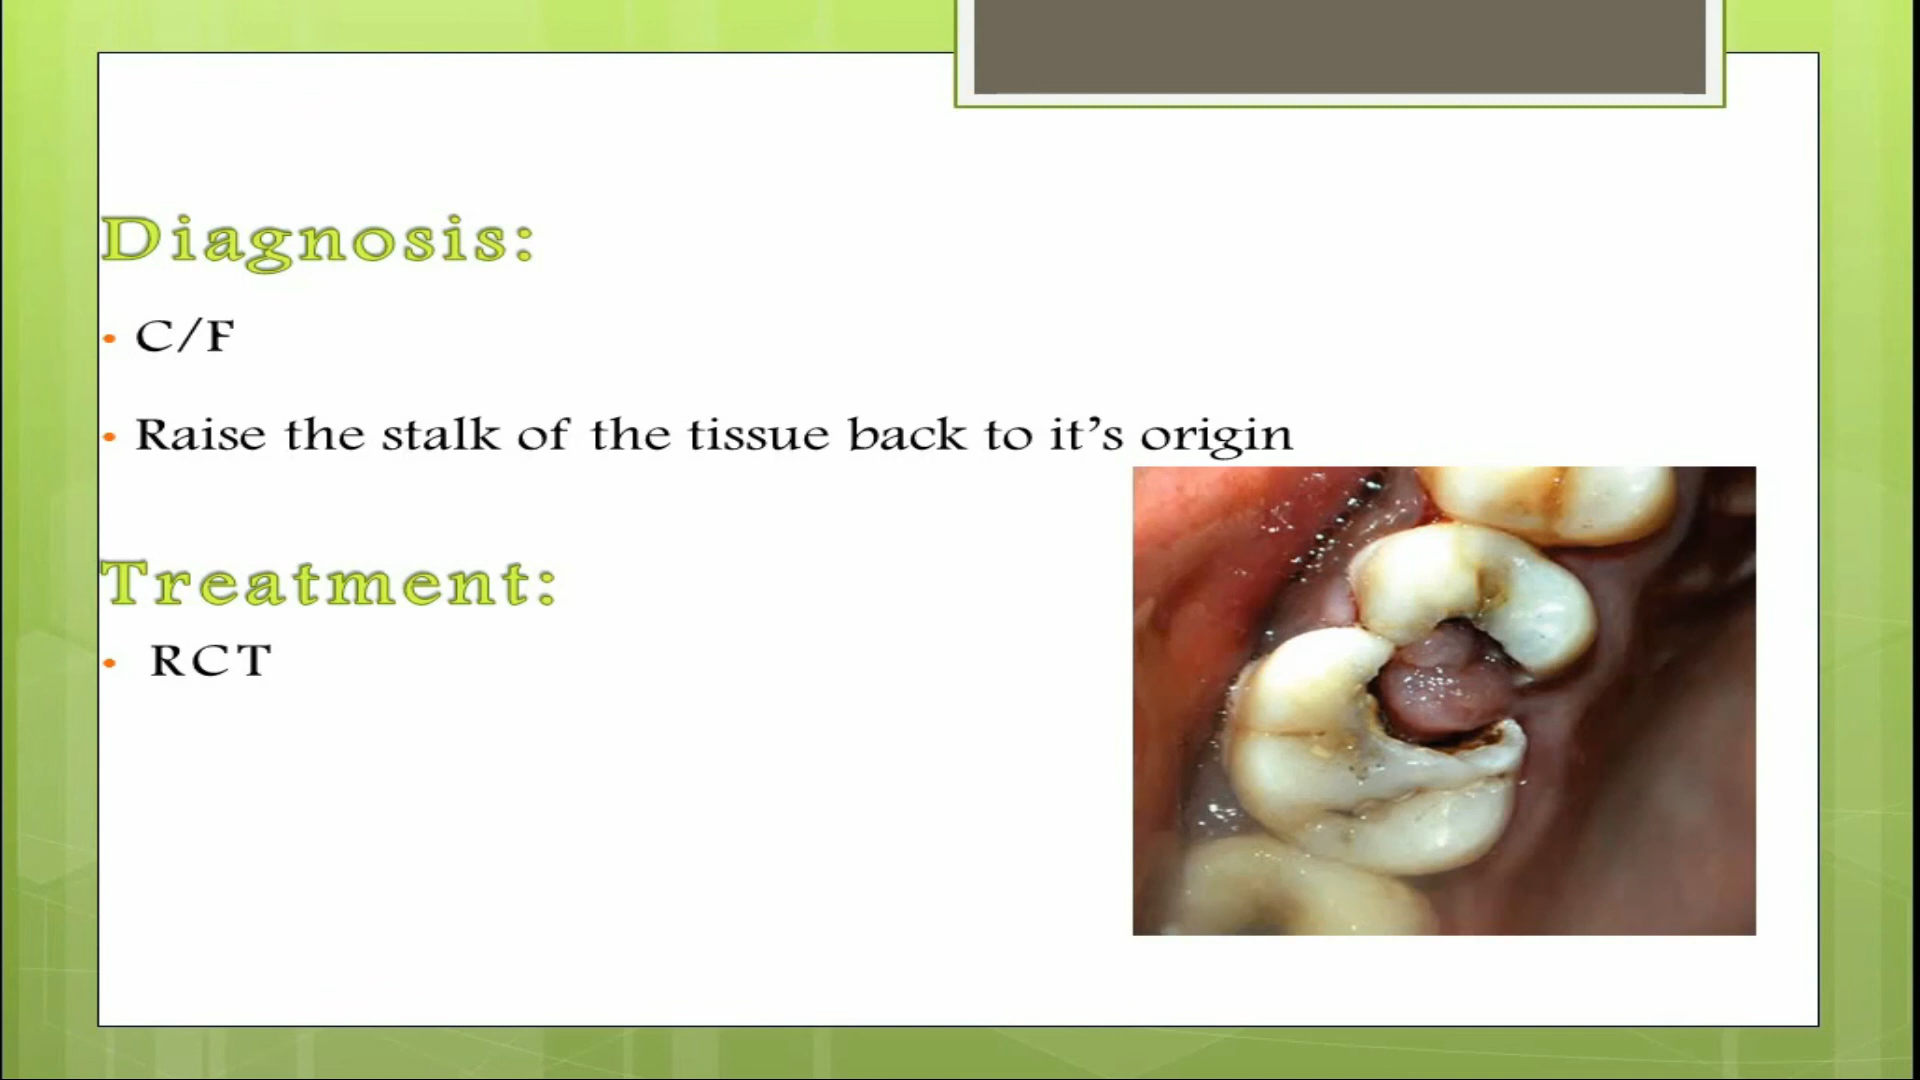 Diagnosis:
• C/F
• Raise the stalk of the tissue back to it’s origin
Treatment:
• RCT